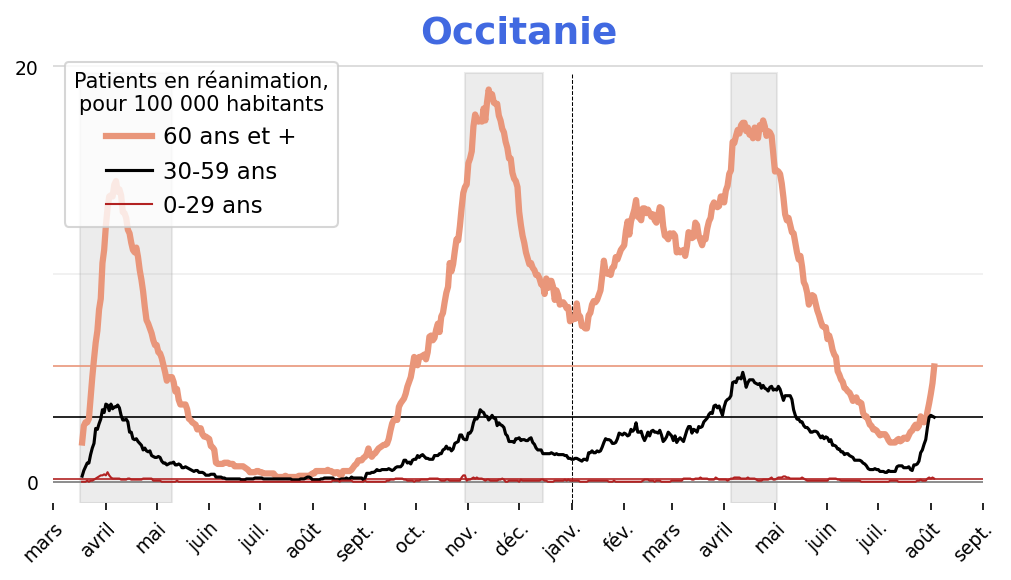 Occitanie
20
Patients en réanimation,
pour 100 000 habitants
60 ans et +
30-59 ans
0-29 ans
0
mars avril mai juin juil. août sept. oct. nov. déc. janv. fév. mars avril mai juin juil. août sept.